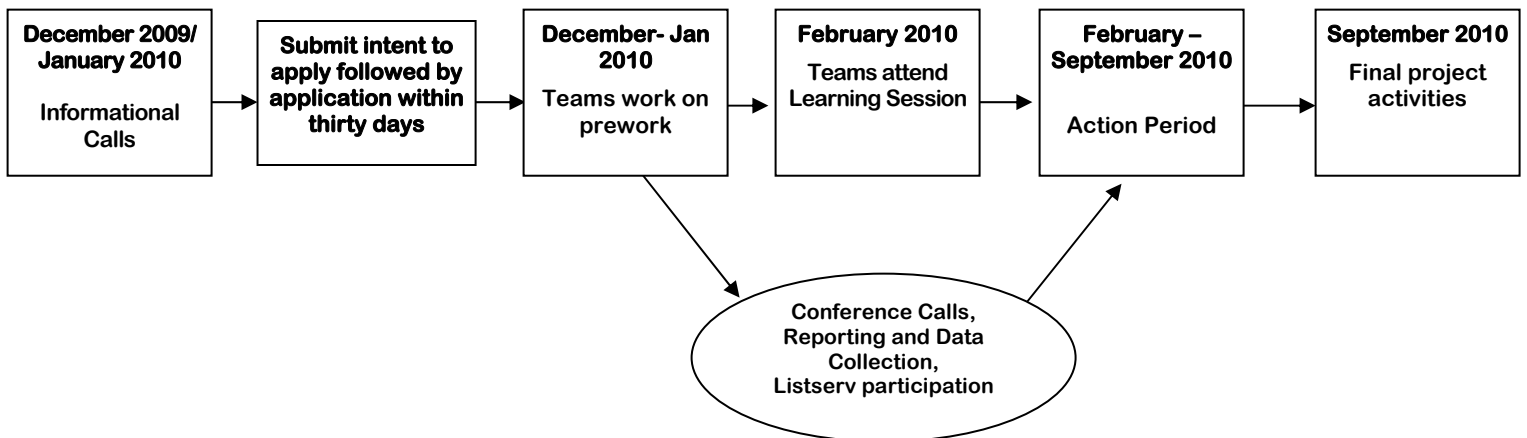 December 2009/
January 2010
Informational
Calls
Submit intent to
apply followed by
application within
thirty days
December- Jan
2010
Teams work on
prework
February 2010
Teams attend
Learning Session
February –
September 2010
Action Period
September 2010
Final project
activities
Conference Calls,
Reporting and Data
Collection,
Listserv participation